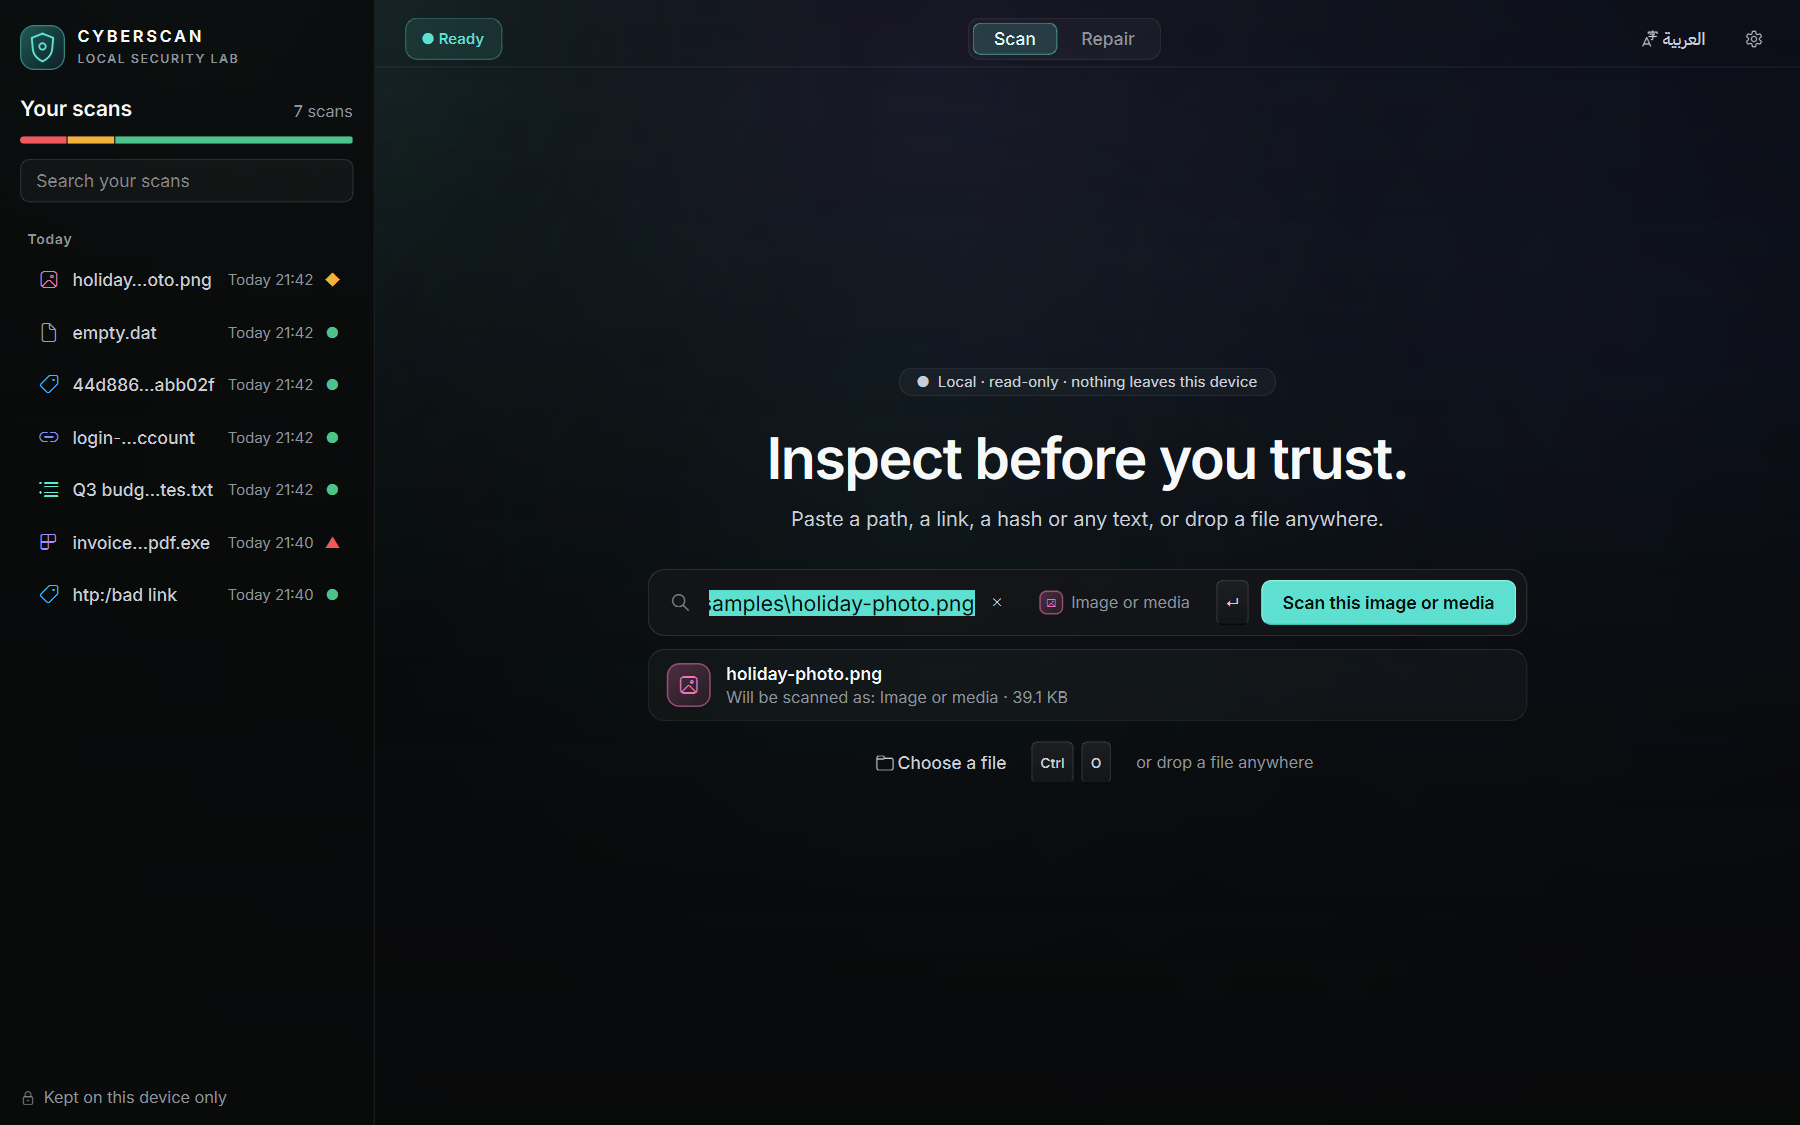 CYBERSCAN
LOCAL SECURITY LAB
Your scans
7 scans
Search your scans
Today
holiday...oto.png Today 21:42
empty.dat Today 21:42
44d886...abb02f Today 21:42
login-...ccount Today 21:42
Q3 budg...tes.txt Today 21:42
invoice...pdf.exe Today 21:40
htp:/bad link Today 21:40
Kept on this device only
Ready
Scan Repair
العربية
Local · read-only · nothing leaves this device
Inspect before you trust.
Paste a path, a link, a hash or any text, or drop a file anywhere.
samples\holiday-photo.png × Image or media ↵ Scan this image or media
holiday-photo.png
Will be scanned as: Image or media · 39.1 KB
Choose a file Ctrl O or drop a file anywhere